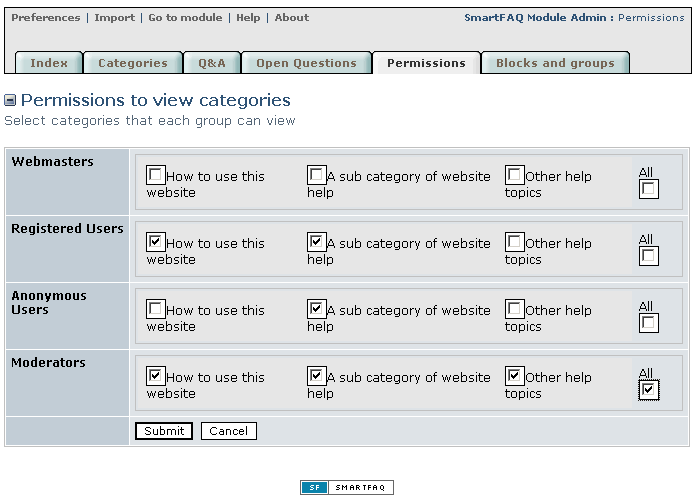 Preferences | Import | Go to module | Help | About
SmartFAQ Module Admin : Permissions
Index Categories Q&A Open Questions Permissions Blocks and groups
Permissions to view categories
Select categories that each group can view
Webmasters
How to use this website
A sub category of website help
Other help topics
All
Registered Users
How to use this website
A sub category of website help
Other help topics
All
Anonymous Users
How to use this website
A sub category of website help
Other help topics
All
Moderators
How to use this website
A sub category of website help
Other help topics
All
Submit Cancel
SF SMARTFAQ